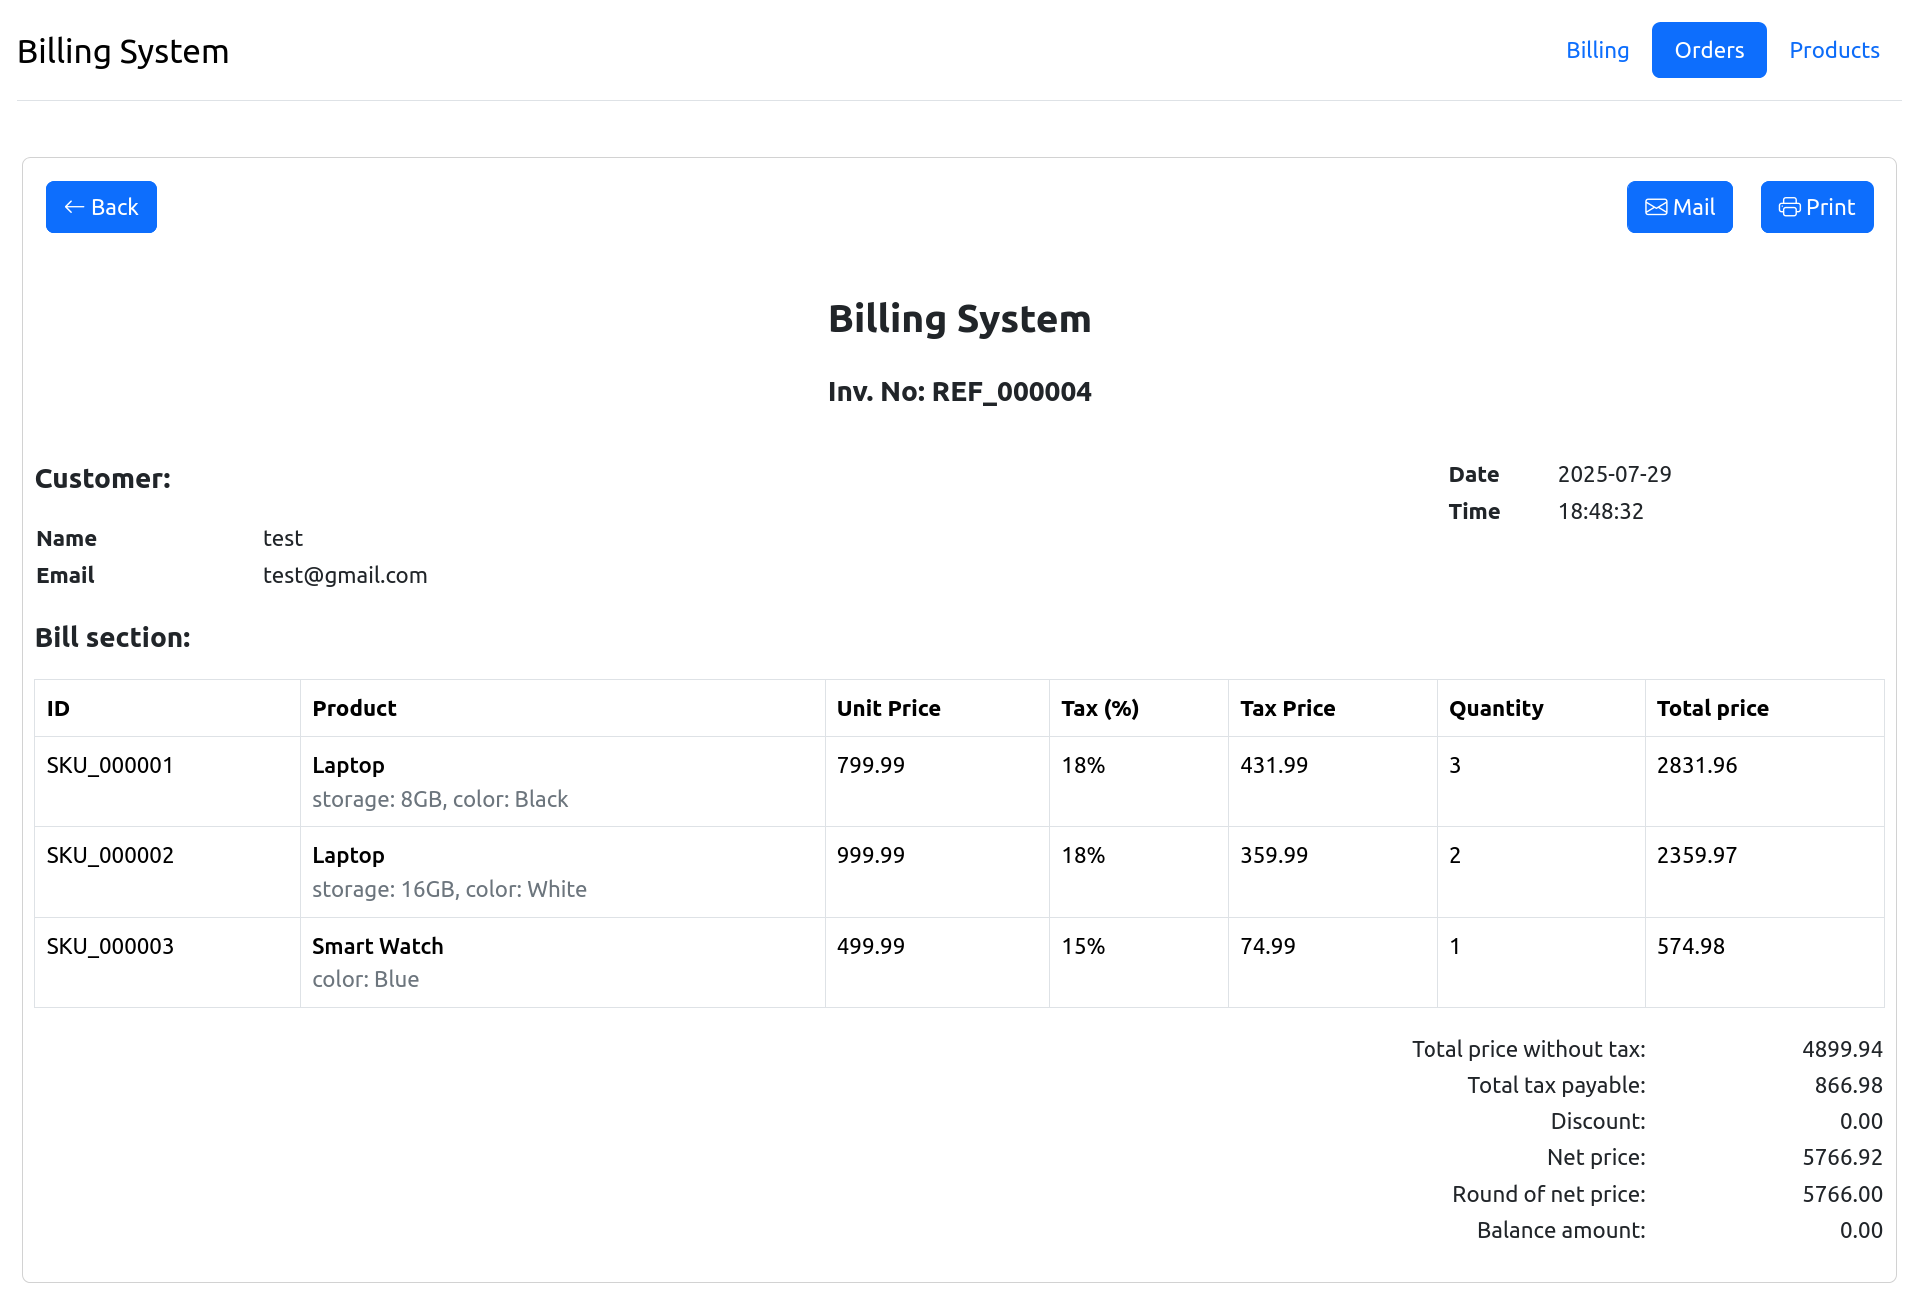 Billing System
Billing Orders Products
Back
Mail Print
Billing System
Inv. No: REF_000004
Customer:
Date 2025-07-29
Time 18:48:32
Name test
Email test@gmail.com
Bill section:
ID Product Unit Price Tax (%) Tax Price Quantity Total price
SKU_000001 Laptop 799.99 18% 431.99 3 2831.96
storage: 8GB, color: Black
SKU_000002 Laptop 999.99 18% 359.99 2 2359.97
storage: 16GB, color: White
SKU_000003 Smart Watch 499.99 15% 74.99 1 574.98
color: Blue
Total price without tax: 4899.94
Total tax payable: 866.98
Discount: 0.00
Net price: 5766.92
Round of net price: 5766.00
Balance amount: 0.00